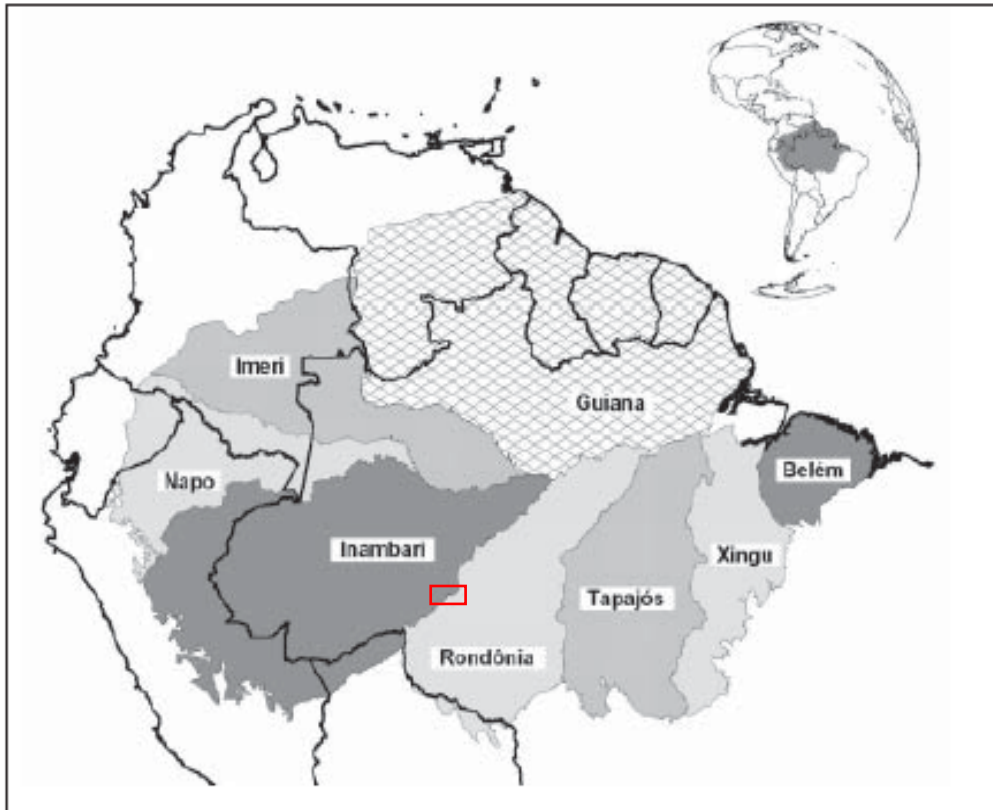 Imeri
Guiana
Napo
Belém
Inambari
Xingu
Tapajós
Rondônia